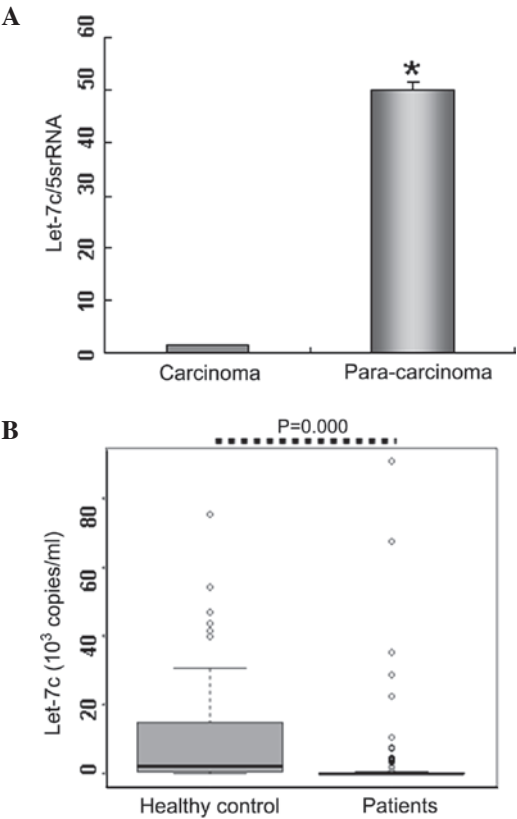 A
60
50
40
30
20
10
0
Let-7c/5srRNA
*
Carcinoma
Para-carcinoma
B
P=0.000
80
60
40
20
0
Let-7c (10³ copies/ml)
Healthy control
Patients